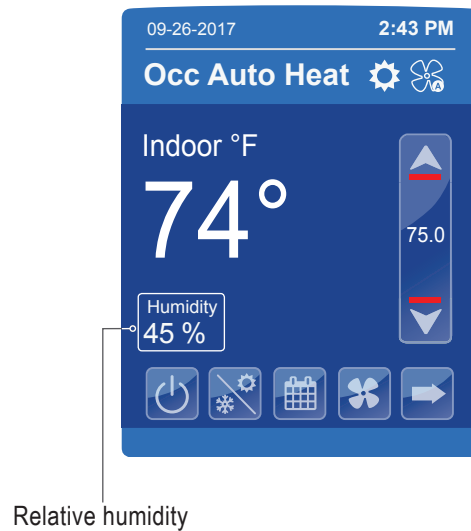 09-26-2017 2:43 PM
Occ Auto Heat A
Indoor °F
74°
75.0
Humidity
45 %
Relative humidity